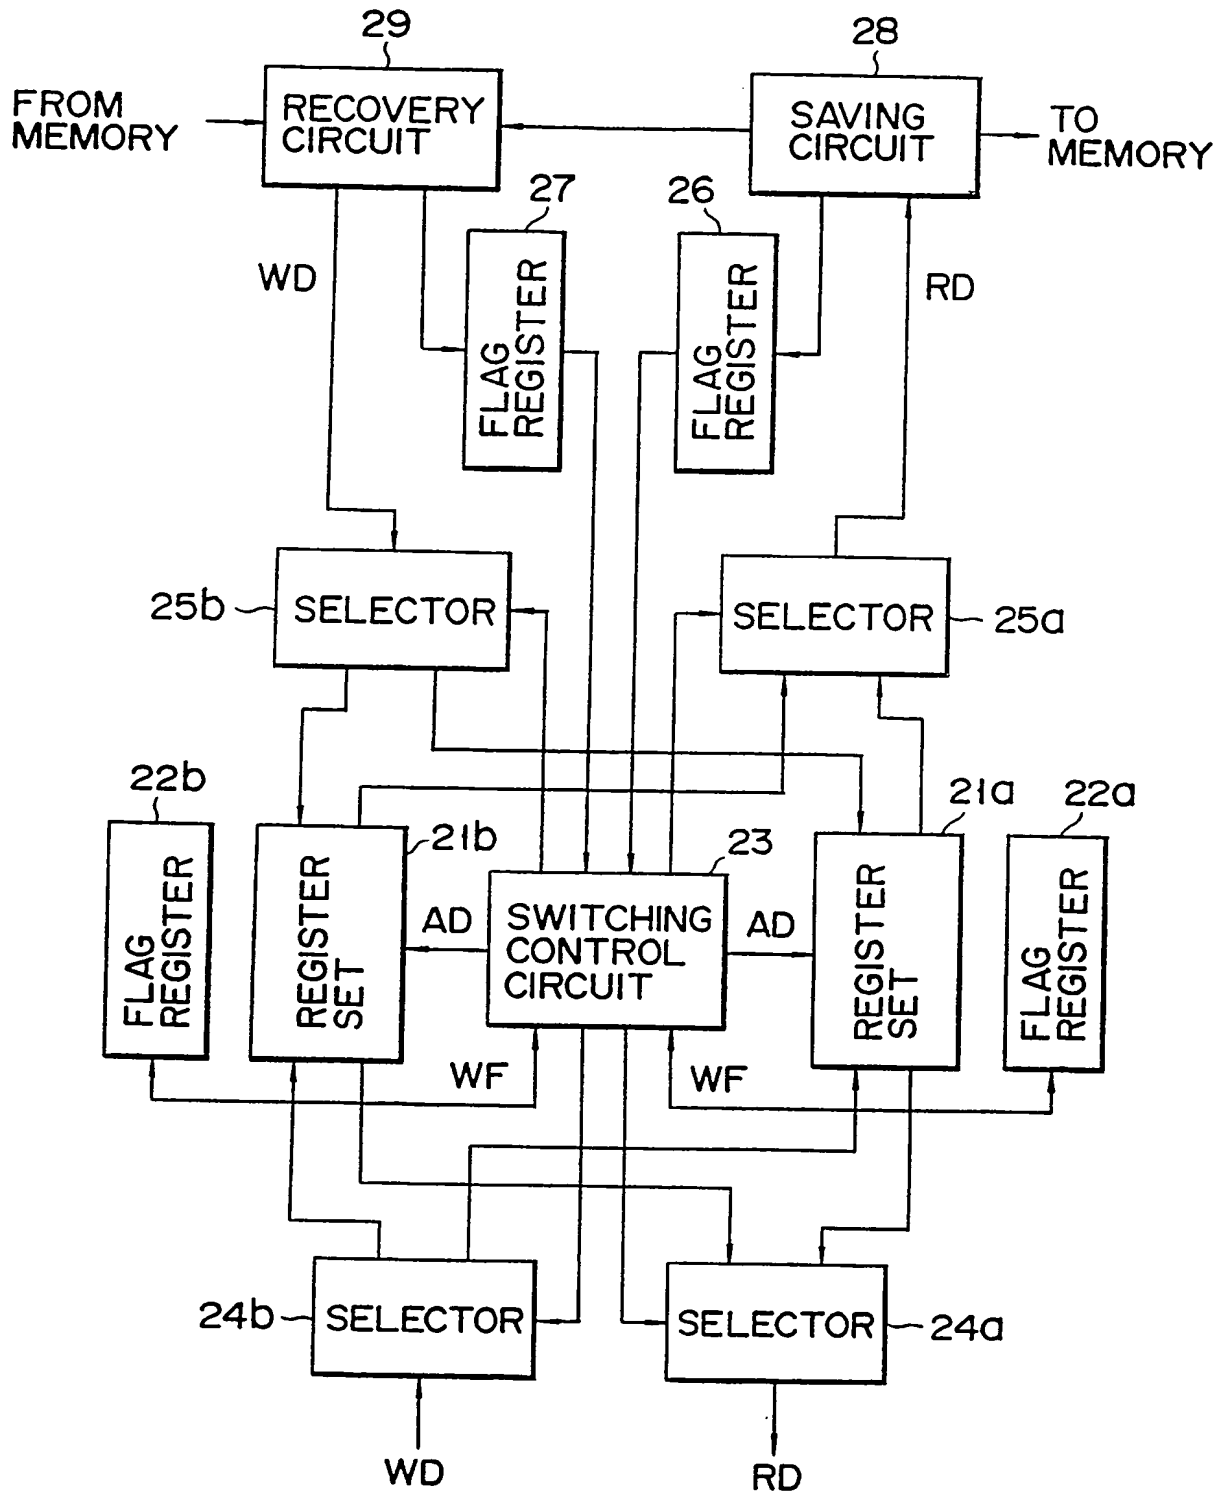 29
28
FROM
MEMORY
RECOVERY
CIRCUIT
SAVING
CIRCUIT
TO
MEMORY
27
26
WD
FLAG
REGISTER
FLAG
REGISTER
RD
25b
SELECTOR
SELECTOR
25a
22b
21b
23
21a
22a
FLAG
REGISTER
REGISTER
SET
AD
SWITCHING
CONTROL
CIRCUIT
AD
REGISTER
SET
FLAG
REGISTER
WF
WF
24b
SELECTOR
SELECTOR
24a
WD
RD